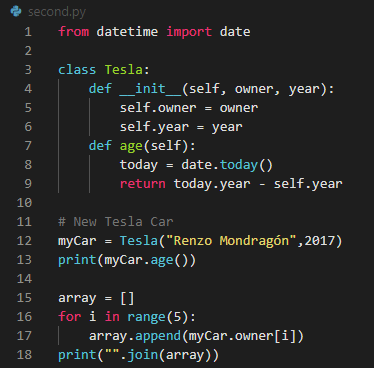 second.py
1 from datetime import date
2
3 class Tesla:
4     def __init__(self, owner, year):
5         self.owner = owner
6         self.year = year
7     def age(self):
8         today = date.today()
9         return today.year - self.year
10
11 # New Tesla Car
12 myCar = Tesla("Renzo Mondragón",2017)
13 print(myCar.age())
14
15 array = []
16 for i in range(5):
17     array.append(myCar.owner[i])
18 print("".join(array))